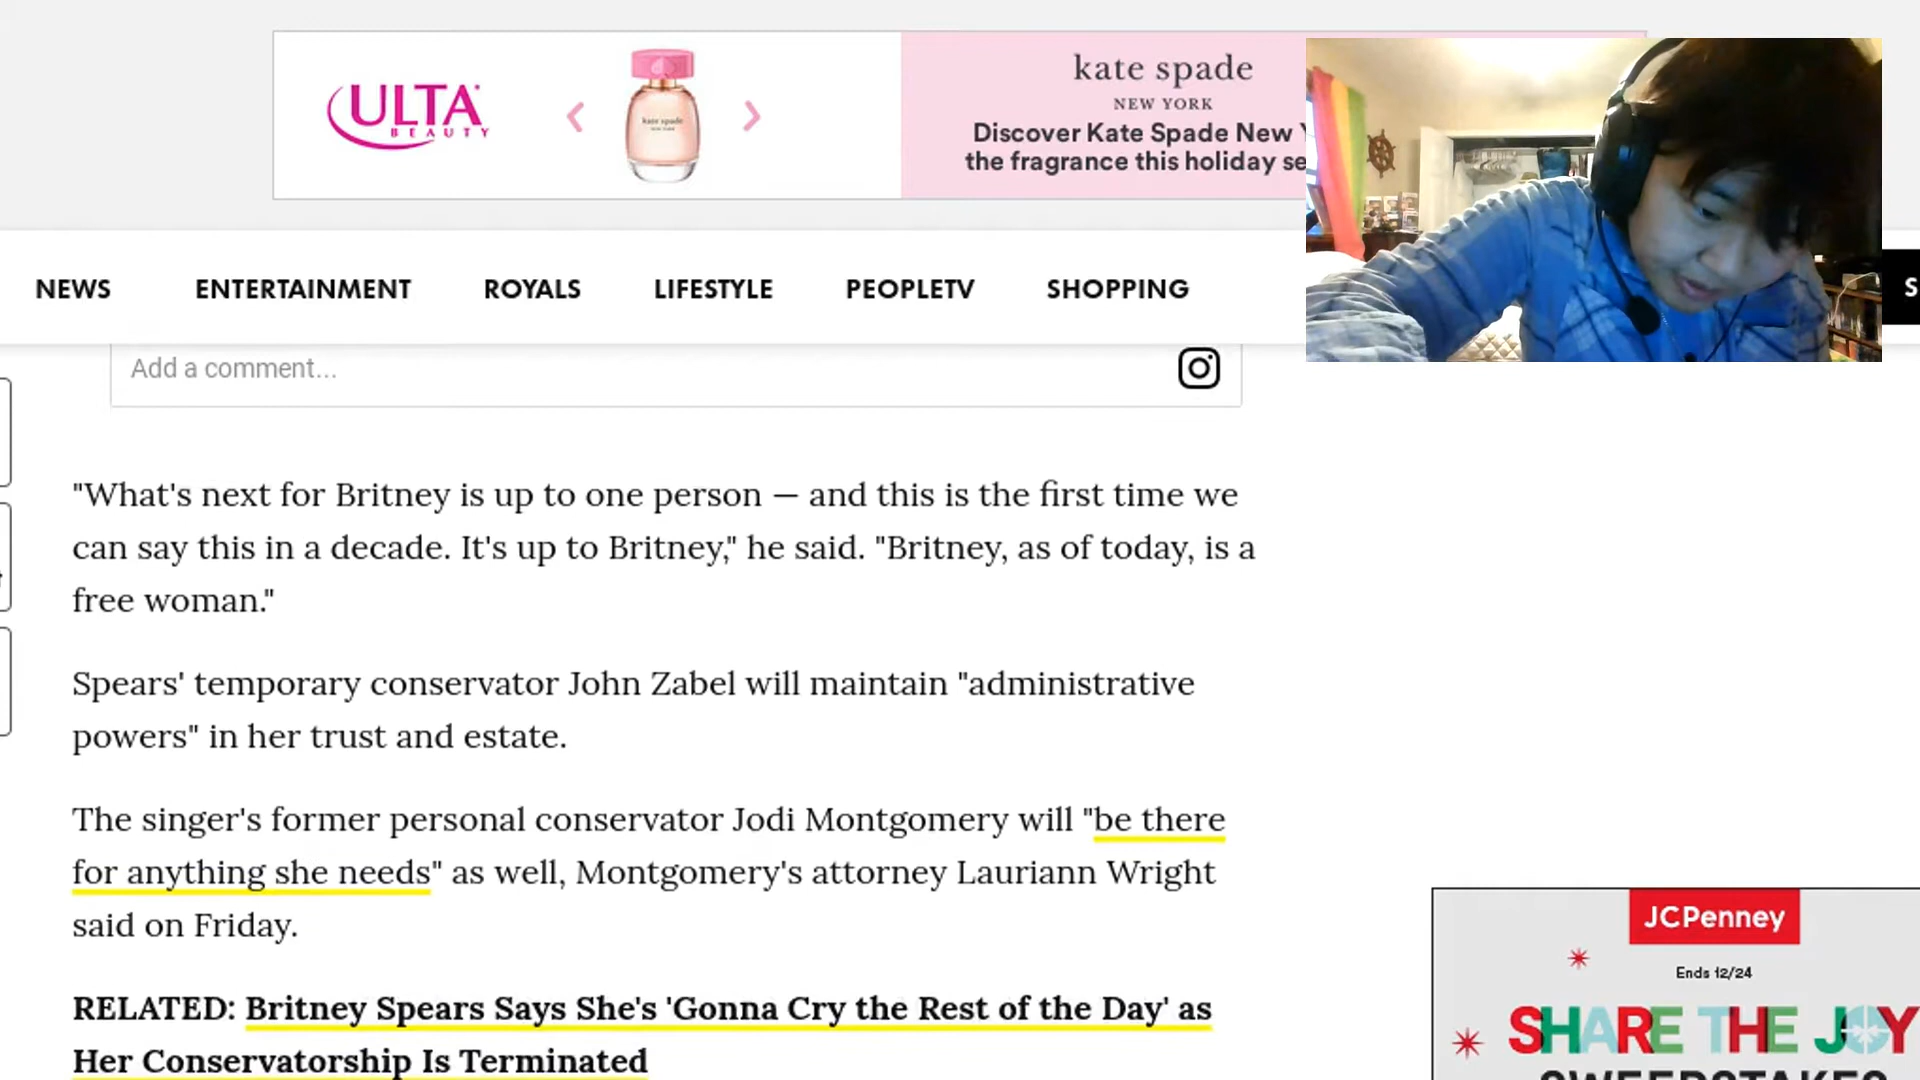 ULTA
BEAUTY
kate spade
NEW YORK
kate spade
NEW YORK
Discover Kate Spade New
the fragrance this holiday
NEWS
ENTERTAINMENT
ROYALS
LIFESTYLE
PEOPLETV
SHOPPING
S
Add a comment...
"What's next for Britney is up to one person — and this is the first time we
can say this in a decade. It's up to Britney," he said. "Britney, as of today, is a
free woman."
Spears' temporary conservator John Zabel will maintain "administrative
powers" in her trust and estate.
The singer's former personal conservator Jodi Montgomery will "be there
for anything she needs" as well, Montgomery's attorney Lauriann Wright
said on Friday.
RELATED: Britney Spears Says She's 'Gonna Cry the Rest of the Day' as
Her Conservatorship Is Terminated
JCPenney
Ends 12/24
SHARE THE JOY
SWEEPSTAKES